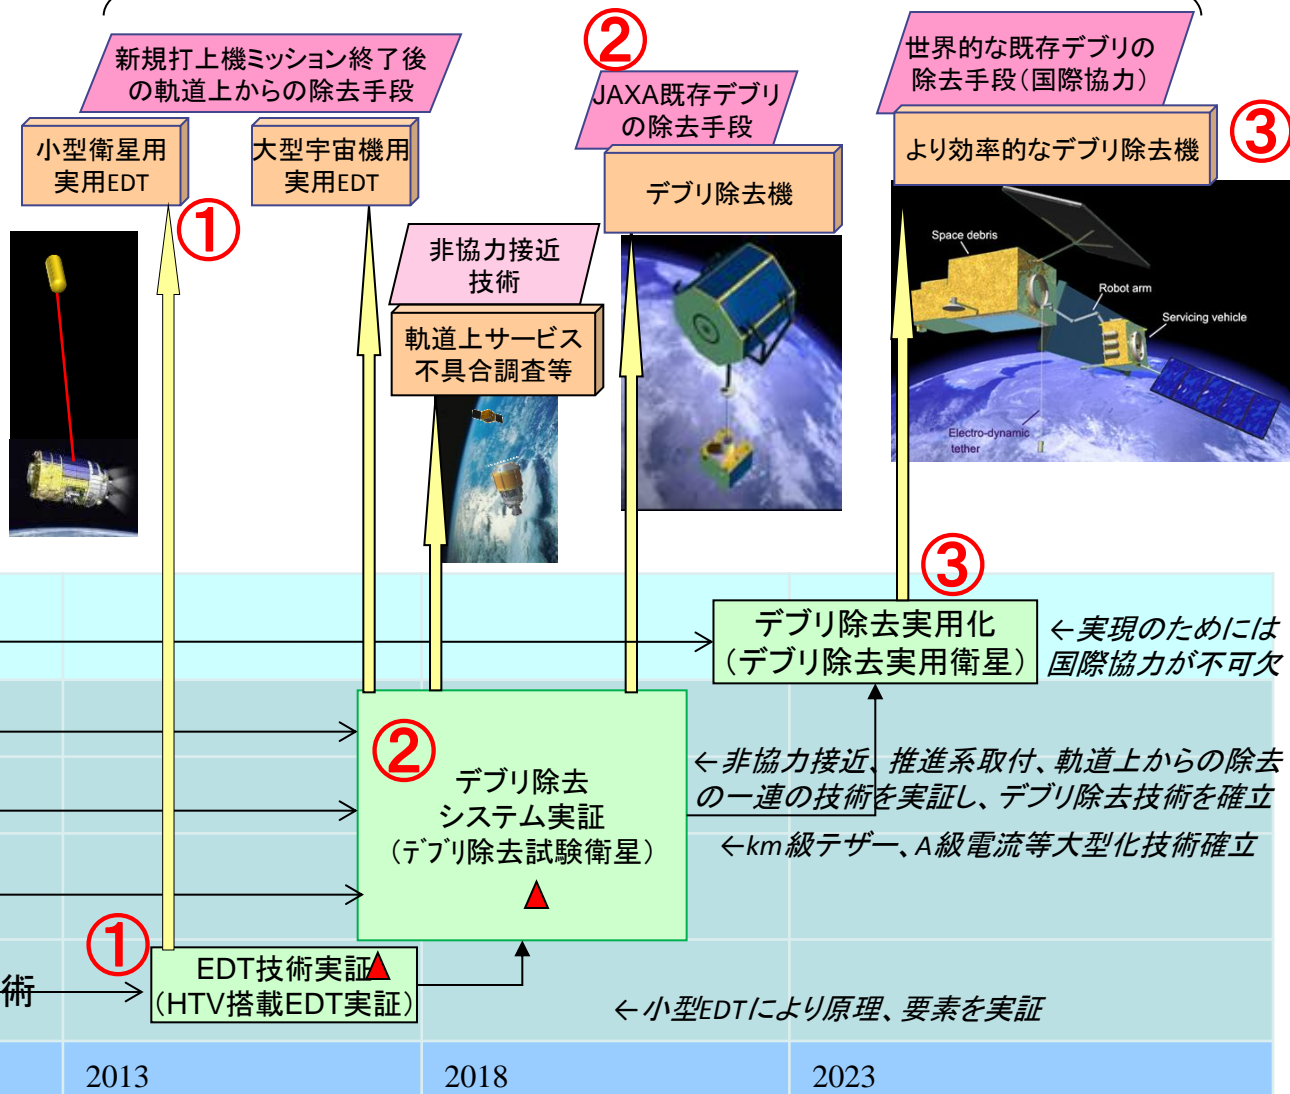 新規打上機ミッション終了後
の軌道上からの除去手段
②
JAXA既存デブリ
の除去手段
世界的な既存デブリの
除去手段（国際協力）
小型衛星用
実用EDT
大型宇宙機用
実用EDT
デブリ除去機
より効率的なデブリ除去機
③
①
非協力接近
技術
軌道上サービス
不具合調査等
Space debris
Robot arm
Servicing vehicle
Electro-dynamic
tether
③
デブリ除去実用化
（デブリ除去実用衛星）
←実現のためには
国際協力が不可欠
②
デブリ除去
システム実証
（デブリ除去試験衛星）
←非協力接近、推進系取付、軌道上からの除去
の一連の技術を実証し、デブリ除去技術を確立
←km級テザー、A級電流等大型化技術確立
①
EDT技術実証
（HTV搭載EDT実証）
術
←小型EDTにより原理、要素を実証
2013
2018
2023